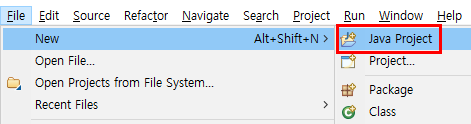 File Edit Source Refactor Navigate Search Project Run Window Help
New Alt+Shift+N > Java Project
Open File... Project...
Open Projects from File System... Package
Recent Files > Class